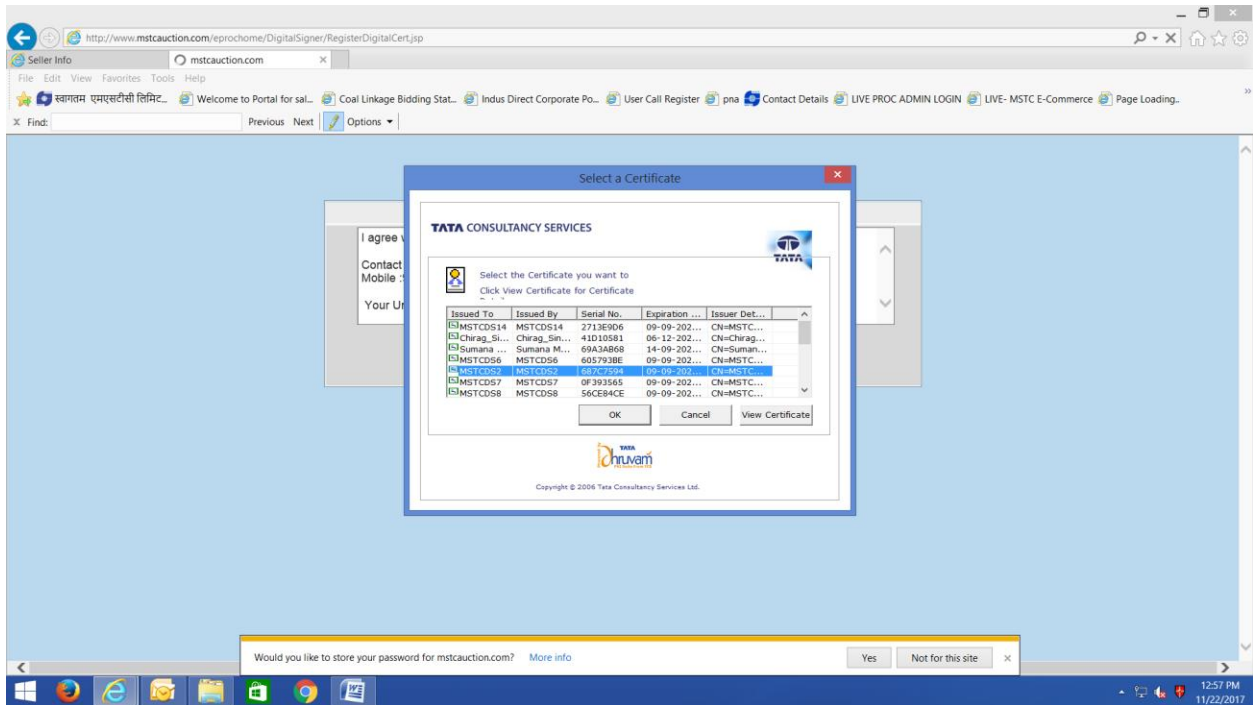 http://www.mstcauction.com/eprochome/DigitalSigner/RegisterDigitalCert.jsp
Seller Info mstcauction.com
File Edit View Favorites Tools Help
स्वागतम एमएसटीसी लिमिट... Welcome to Portal for sal... Coal Linkage Bidding Stat... Indus Direct Corporate Po... User Call Register pna Contact Details LIVE PROC ADMIN LOGIN LIVE- MSTC E-Commerce Page Loading..
x Find: Previous Next Options
Select a Certificate
I agree
Contact
Mobile :
Your
TATA CONSULTANCY SERVICES
TATA
Select the Certificate you want to
Click View Certificate for Certificate
Issued To Issued By Serial No. Expiration ... Issuer Det...
MSTCDS14 MSTCDS14 2713E9D6 09-09-202... CN=MSTC...
Chirag_Si... Chirag_Sin... 41D10581 06-12-202... CN=Chirag...
Sumana ... Sumana M... 69A3AB68 14-09-202... CN=Suman...
MSTCDS6 MSTCDS6 605793BE 09-09-202... CN=MSTC...
MSTCDS2 MSTCDS2 687C7594 09-09-202... CN=MSTC...
MSTCDS7 MSTCDS7 0F393565 09-09-202... CN=MSTC...
MSTCDS8 MSTCDS8 56CE84CE 09-09-202... CN=MSTC...
OK Cancel View Certificate
TATA
Dhruvam
Copyright © 2006 Tata Consultancy Services Ltd.
Would you like to store your password for mstcauction.com? More info Yes Not for this site
12:57 PM
11/22/2017